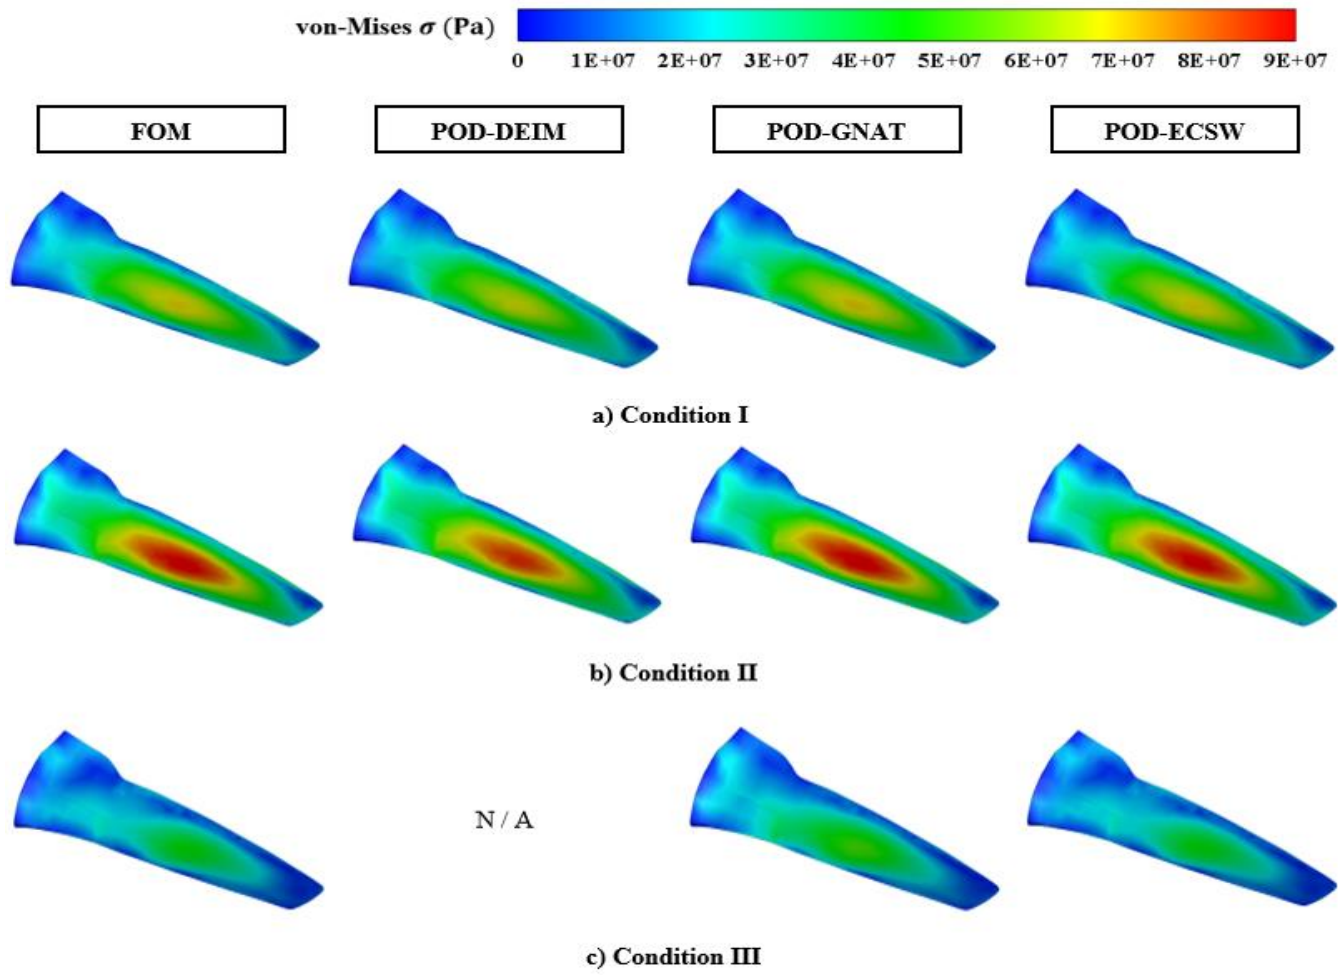 von-Mises σ (Pa)
0 1E+07 2E+07 3E+07 4E+07 5E+07 6E+07 7E+07 8E+07 9E+07
FOM POD-DEIM POD-GNAT POD-ECSW
a) Condition I
b) Condition II
N / A
c) Condition III